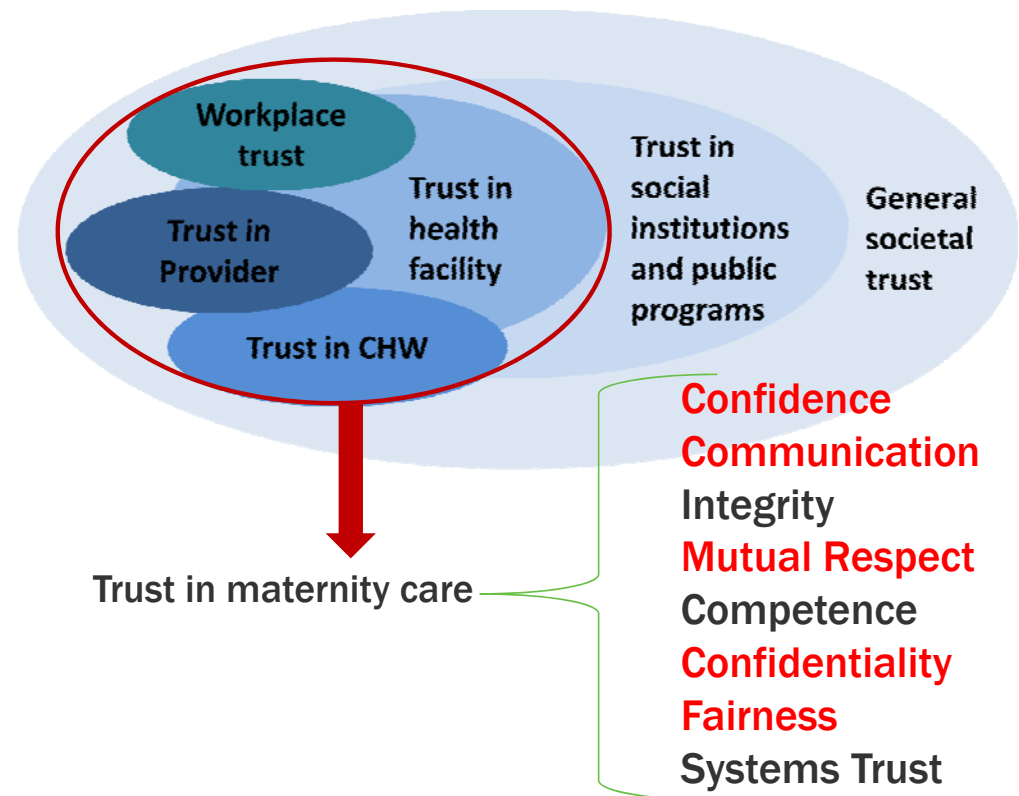 Workplace
trust
Trust in
Provider
Trust in CHW
Trust in
health
facility
Trust in
social
institutions
and public
programs
General
societal
trust
Trust in maternity care
Confidence
Communication
Integrity
Mutual Respect
Competence
Confidentiality
Fairness
Systems Trust